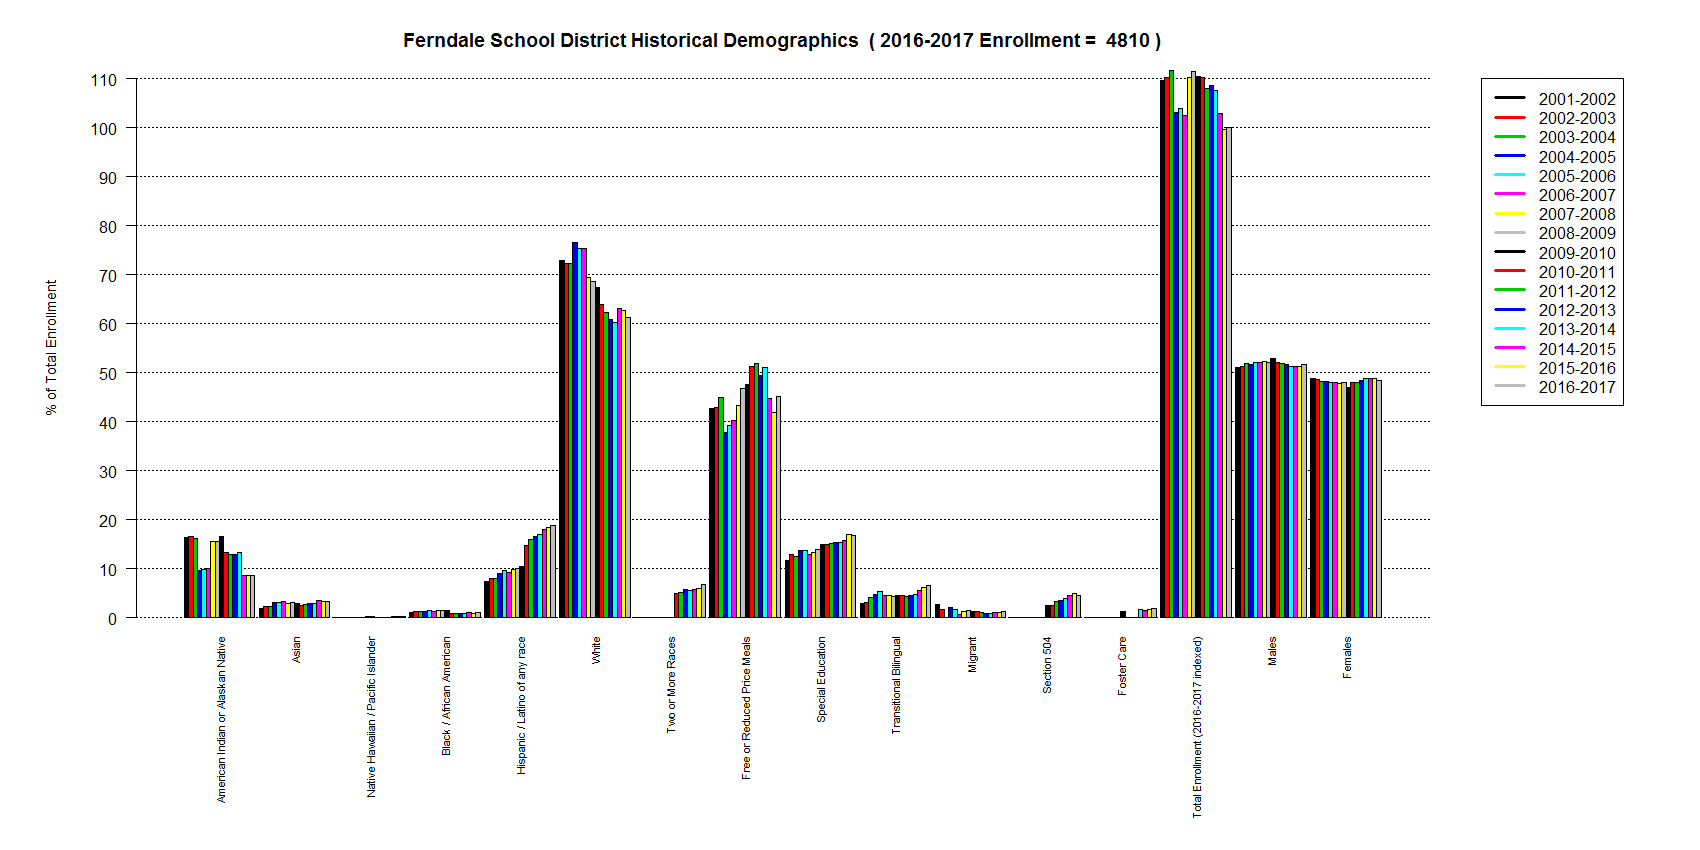 Ferndale School District Historical Demographics  ( 2016-2017 Enrollment =  4810 )
% of Total Enrollment
110
100
90
80
70
60
50
40
30
20
10
0
American Indian or Alaskan Native
Asian
Native Hawaiian / Pacific Islander
Black / African American
Hispanic / Latino of any race
White
Two or More Races
Free or Reduced Price Meals
Special Education
Transitional Bilingual
Migrant
Section 504
Foster Care
Total Enrollment (2016-2017 indexed)
Males
Females
2001-2002
2002-2003
2003-2004
2004-2005
2005-2006
2006-2007
2007-2008
2008-2009
2009-2010
2010-2011
2011-2012
2012-2013
2013-2014
2014-2015
2015-2016
2016-2017